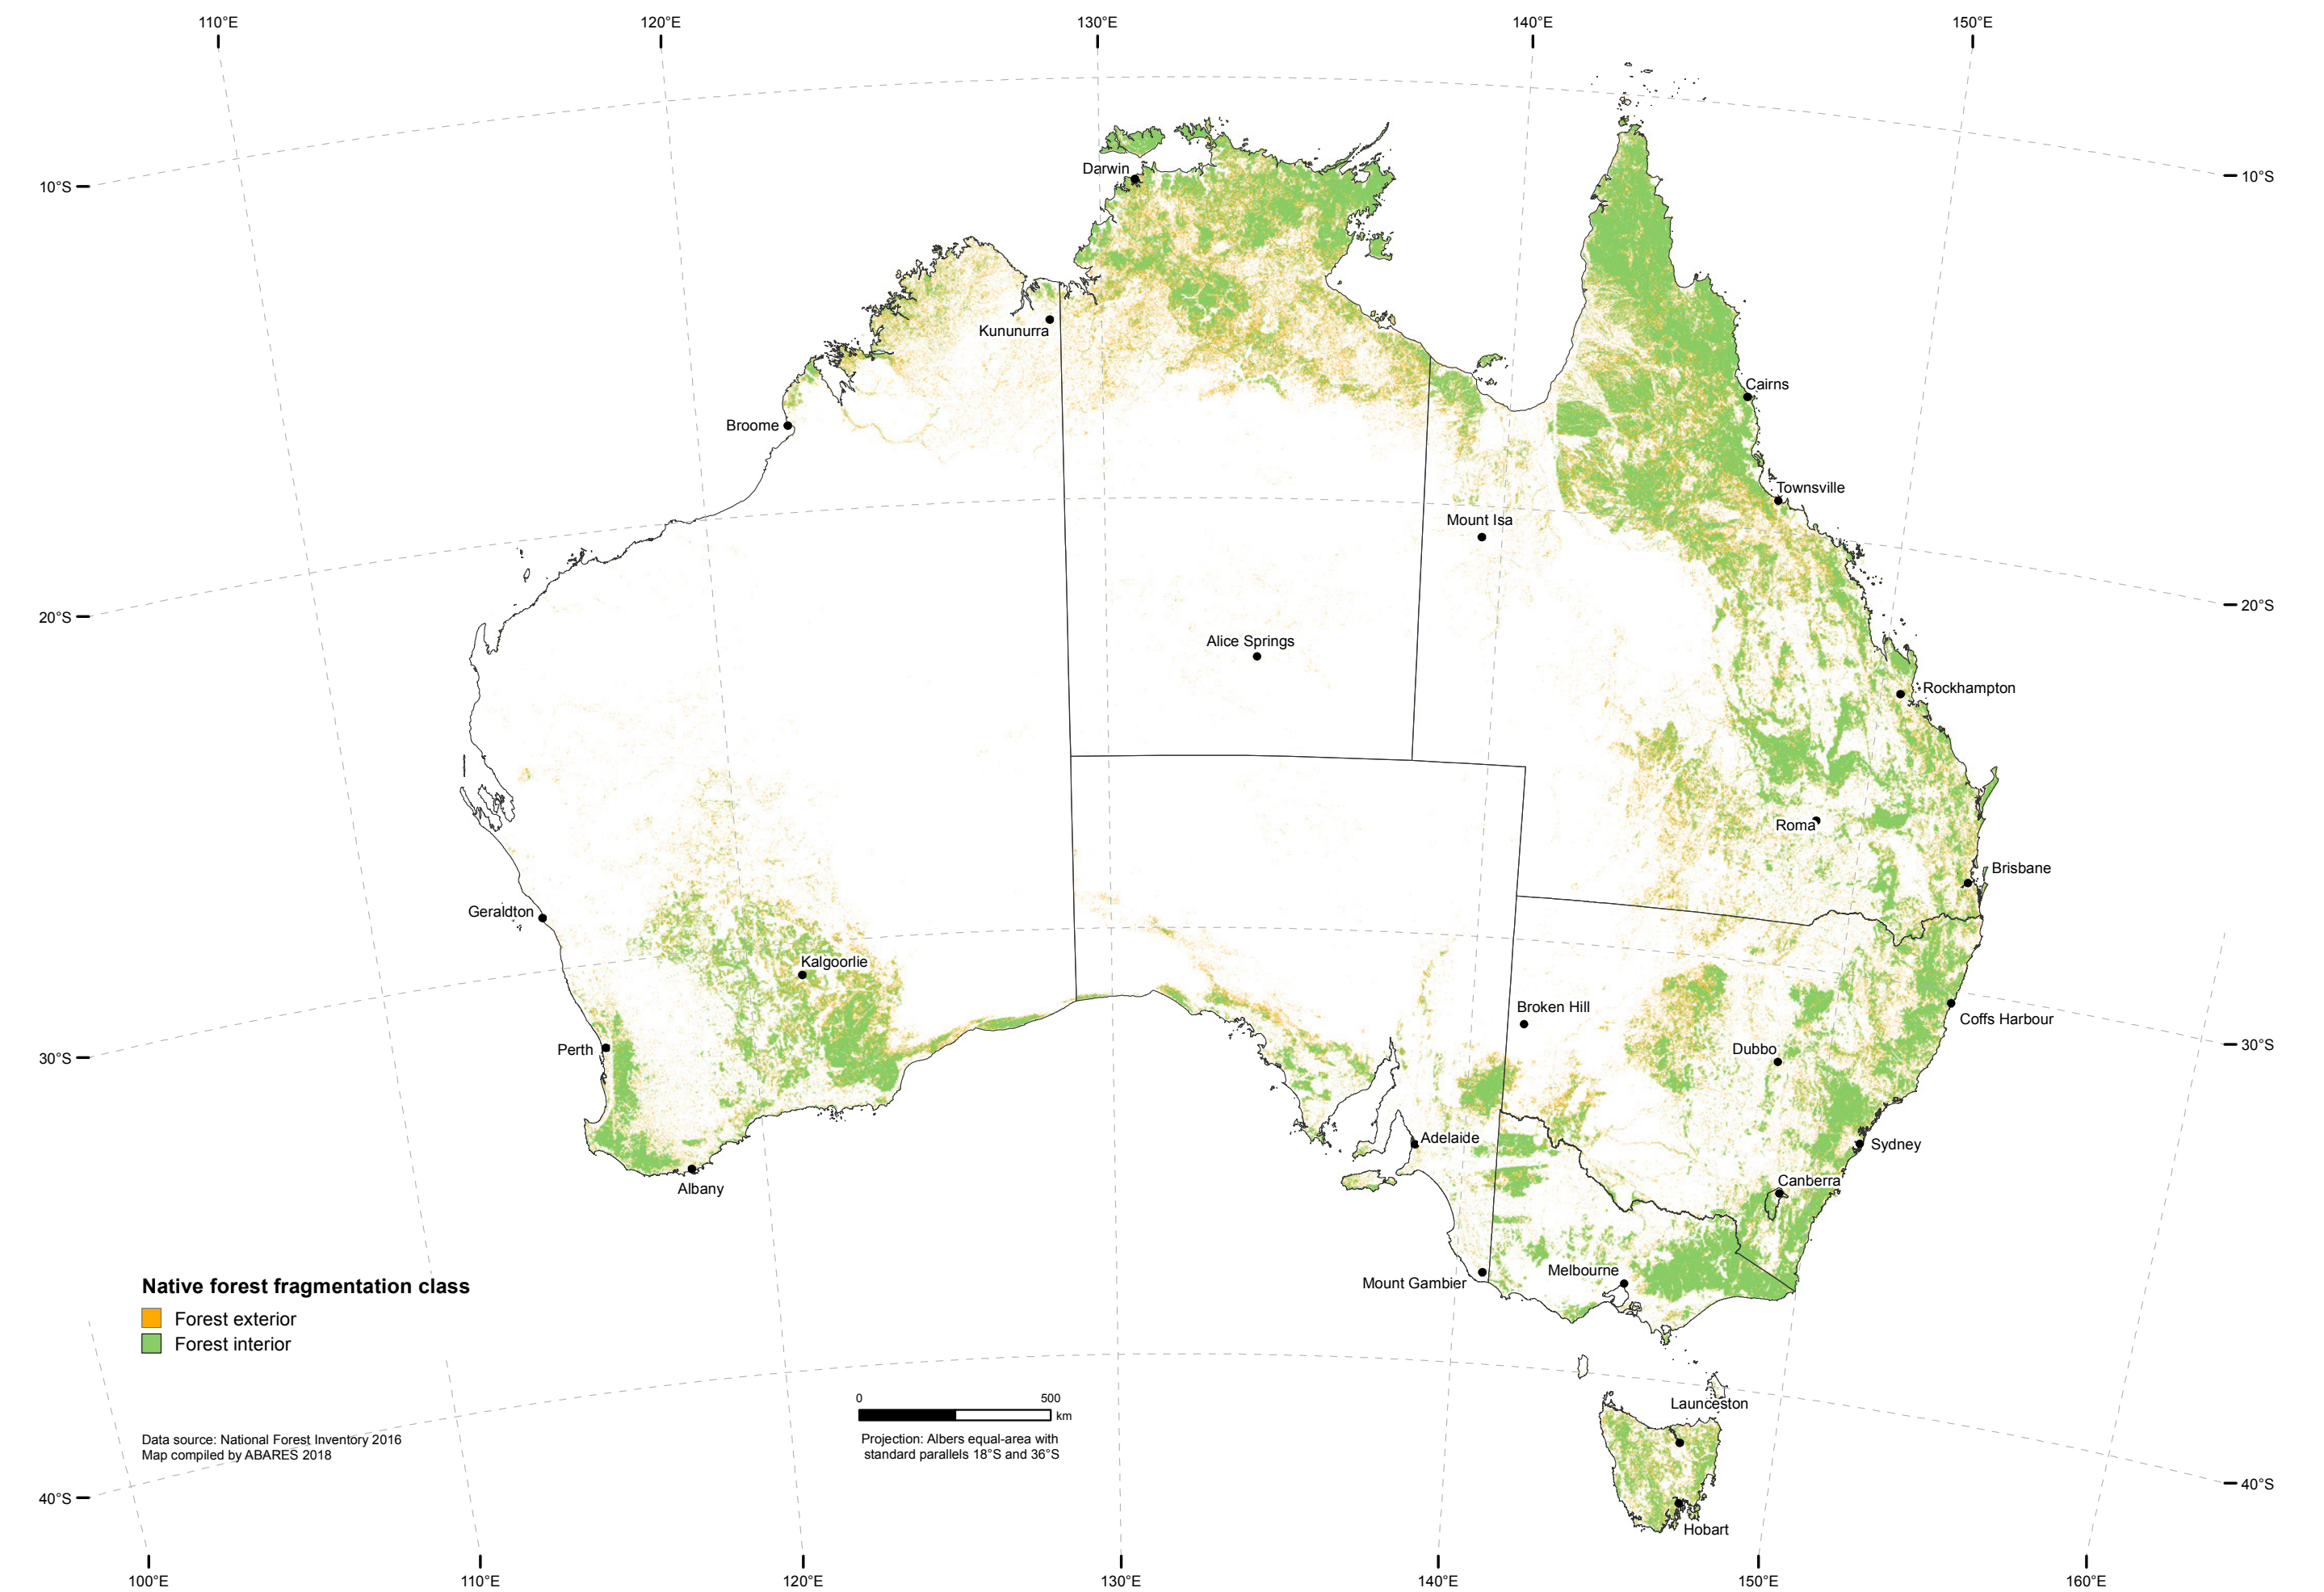 110°E
120°E
130°E
140°E
150°E
10°S
10°S
Darwin
Kununurra
Cairns
Broome
Townsville
Mount Isa
20°S
20°S
Alice Springs
Rockhampton
Roma
Brisbane
Geraldton
Kalgoorlie
Broken Hill
Coffs Harbour
30°S
30°S
Perth
Dubbo
Adelaide
Sydney
Albany
Canberra
Melbourne
Mount Gambier
Native forest fragmentation class
Forest exterior
Forest interior
Launceston
0 500
km
Projection: Albers equal-area with
standard parallels 18°S and 36°S
Data source: National Forest Inventory 2016
Map compiled by ABARES 2018
40°S
40°S
Hobart
100°E
110°E
120°E
130°E
140°E
150°E
160°E